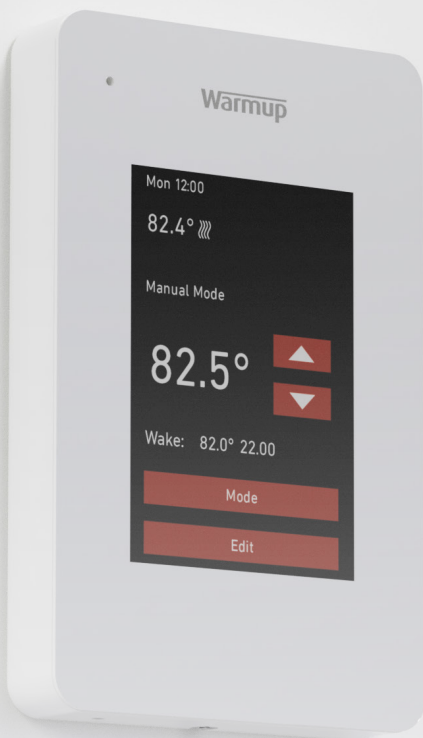 Warmup
Mon 12:00
82.4°
Manual Mode
82.5°
Wake: 82.0° 22.00
Mode
Edit